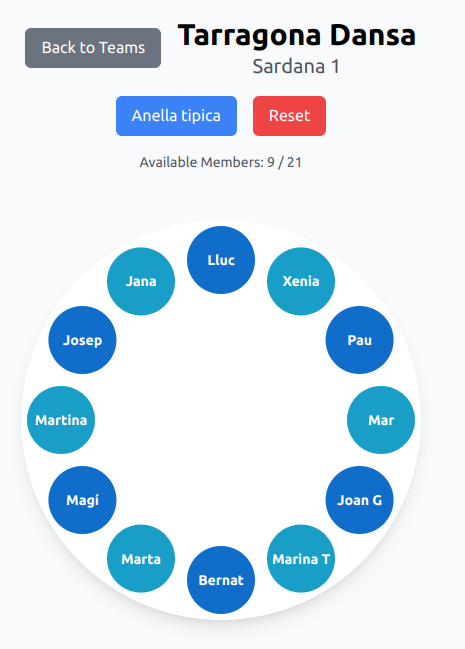 Back to Teams
Tarragona Dansa
Sardana 1
Anella tipica
Reset
Available Members: 9 / 21
Lluc
Jana
Xenia
Josep
Pau
Martina
Mar
Magí
Joan G
Marta
Marina T
Bernat